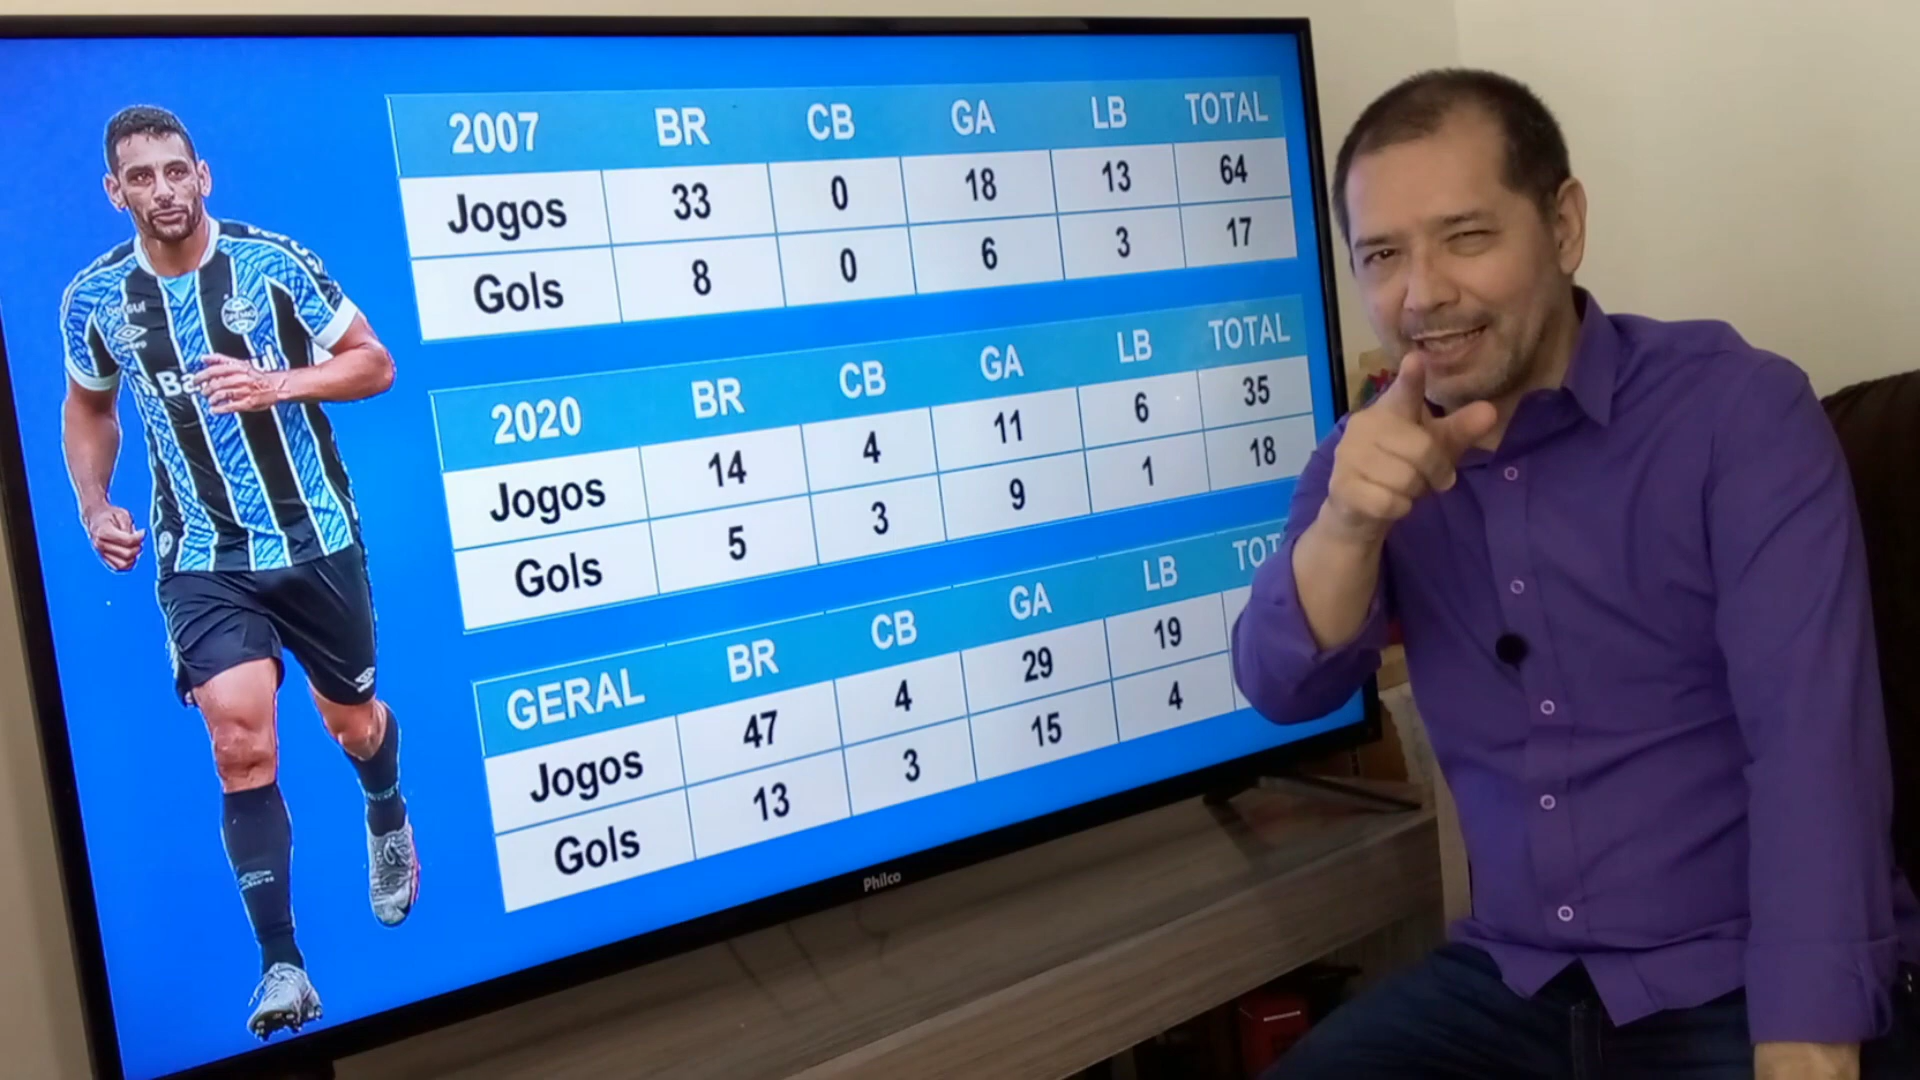 2007 BR CB GA LB TOTAL
Jogos 33 0 18 13 64
Gols 8 0 6 3 17
2020 BR CB GA LB TOTAL
Jogos 14 4 11 6 35
Gols 5 3 9 1 18
GERAL BR CB GA LB TOT
Jogos 47 4 29 19
Gols 13 3 15 4
Philco